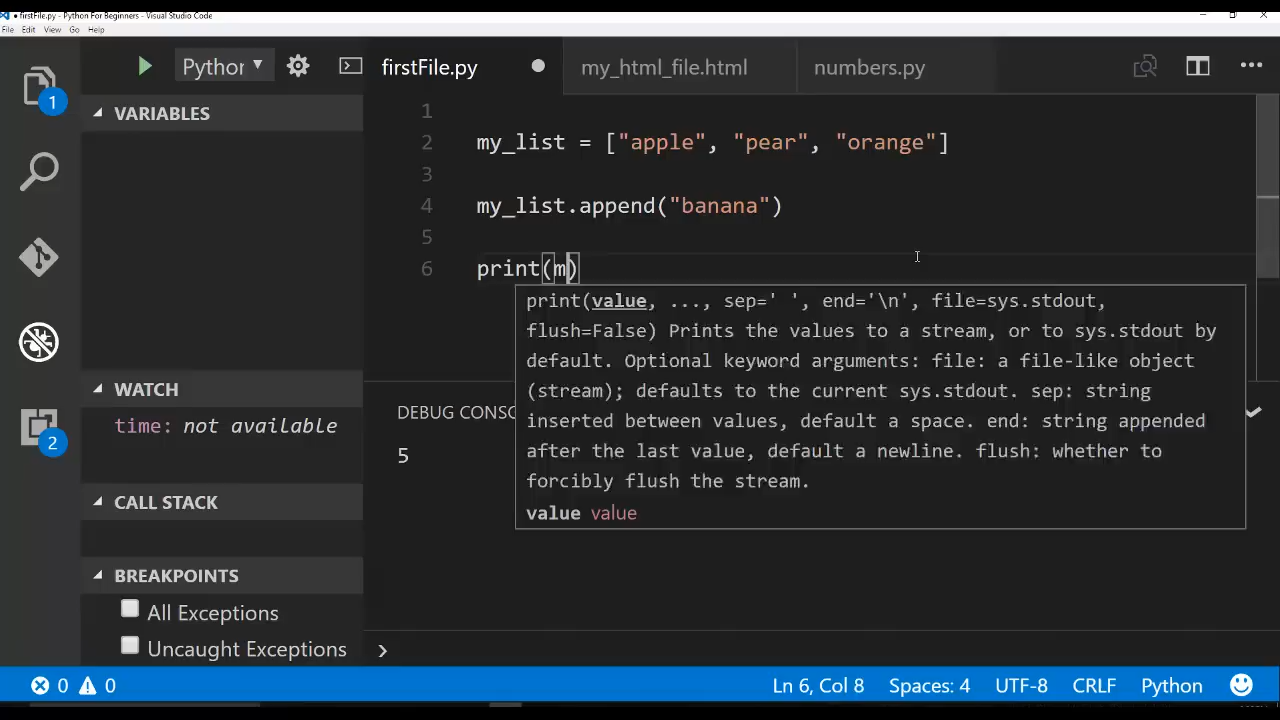 ● firstFile.py - Python For Beginners - Visual Studio Code
File Edit View Go Help
Python firstFile.py my_html_file.html numbers.py
1
VARIABLES
1
2 my_list = ["apple", "pear", "orange"]
3
4 my_list.append("banana")
5
6 print(m)
print(value, ..., sep=' ', end='\n', file=sys.stdout,
flush=False) Prints the values to a stream, or to sys.stdout by
default. Optional keyword arguments: file: a file-like object
(stream); defaults to the current sys.stdout. sep: string
inserted between values, default a space. end: string appended
after the last value, default a newline. flush: whether to
forcibly flush the stream.
value value
WATCH
time: not available
2
CALL STACK
BREAKPOINTS
All Exceptions
Uncaught Exceptions
DEBUG CONSO
5
0 0 Ln 6, Col 8 Spaces: 4 UTF-8 CRLF Python